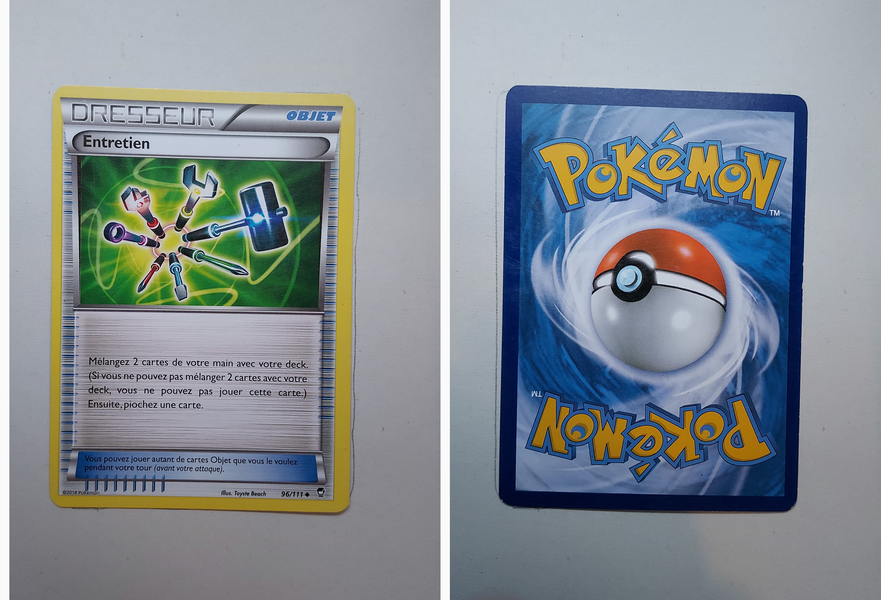 DRESSEUR
OBJET
Entretien
Mélangez 2 cartes de votre main avec votre deck.
(Si vous ne pouvez pas mélanger 2 cartes avec votre
deck, vous ne pouvez pas jouer cette carte.)
Ensuite, piochez une carte.
Vous pouvez jouer autant de cartes Objet que vous le voulez
pendant votre tour (avant votre attaque).
Illus. Toyste Beach
96/111
POKÉMON
TM
TM
POKÉMON